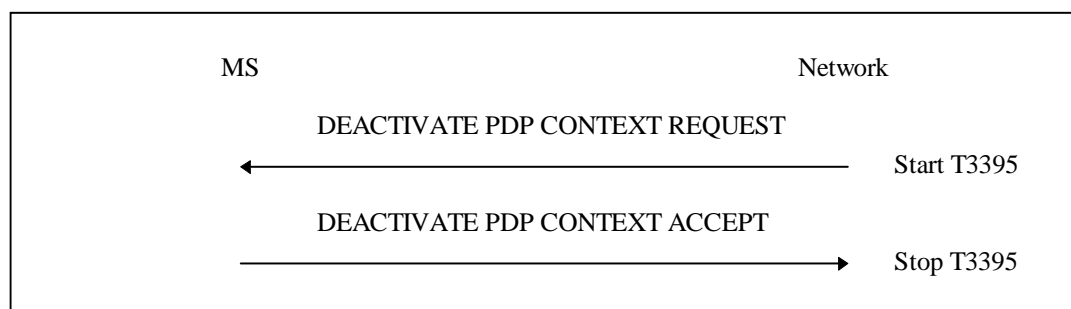 MS Network
DEACTIVATE PDP CONTEXT REQUEST
Start T3395
DEACTIVATE PDP CONTEXT ACCEPT
Stop T3395